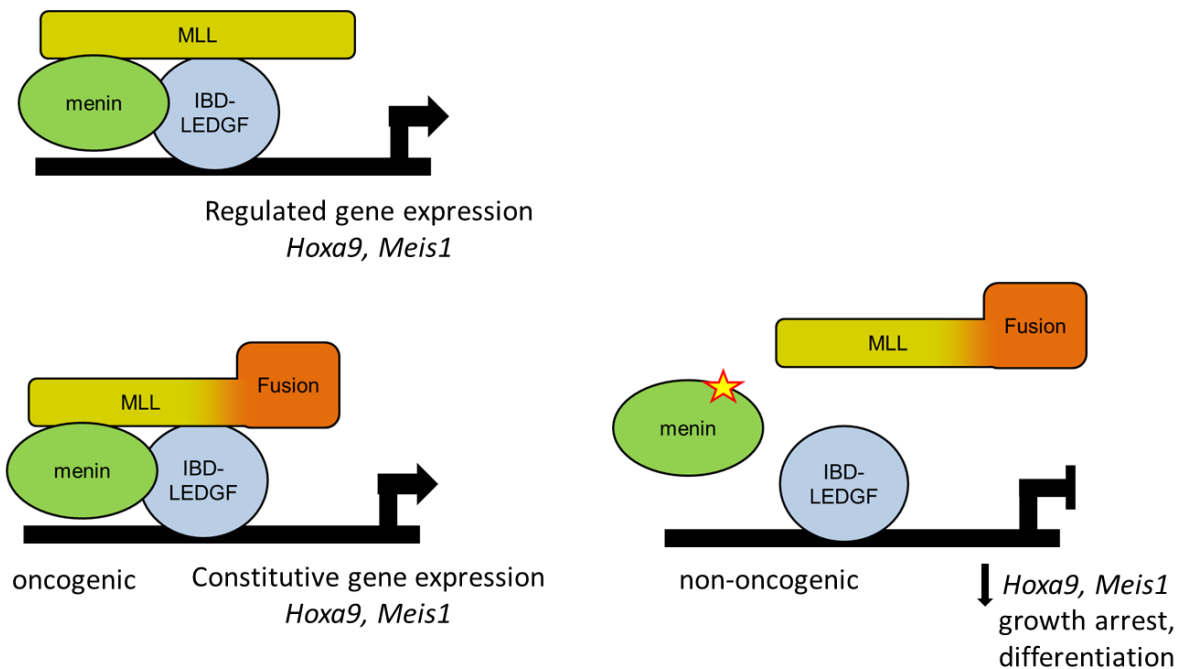 MLL
menin
IBD-
LEDGF
Regulated gene expression
Hoxa9, Meis1
Fusion
MLL
menin
IBD-
LEDGF
oncogenic
Constitutive gene expression
Hoxa9, Meis1
Fusion
MLL
menin
IBD-
LEDGF
non-oncogenic
Hoxa9, Meis1
growth arrest,
differentiation